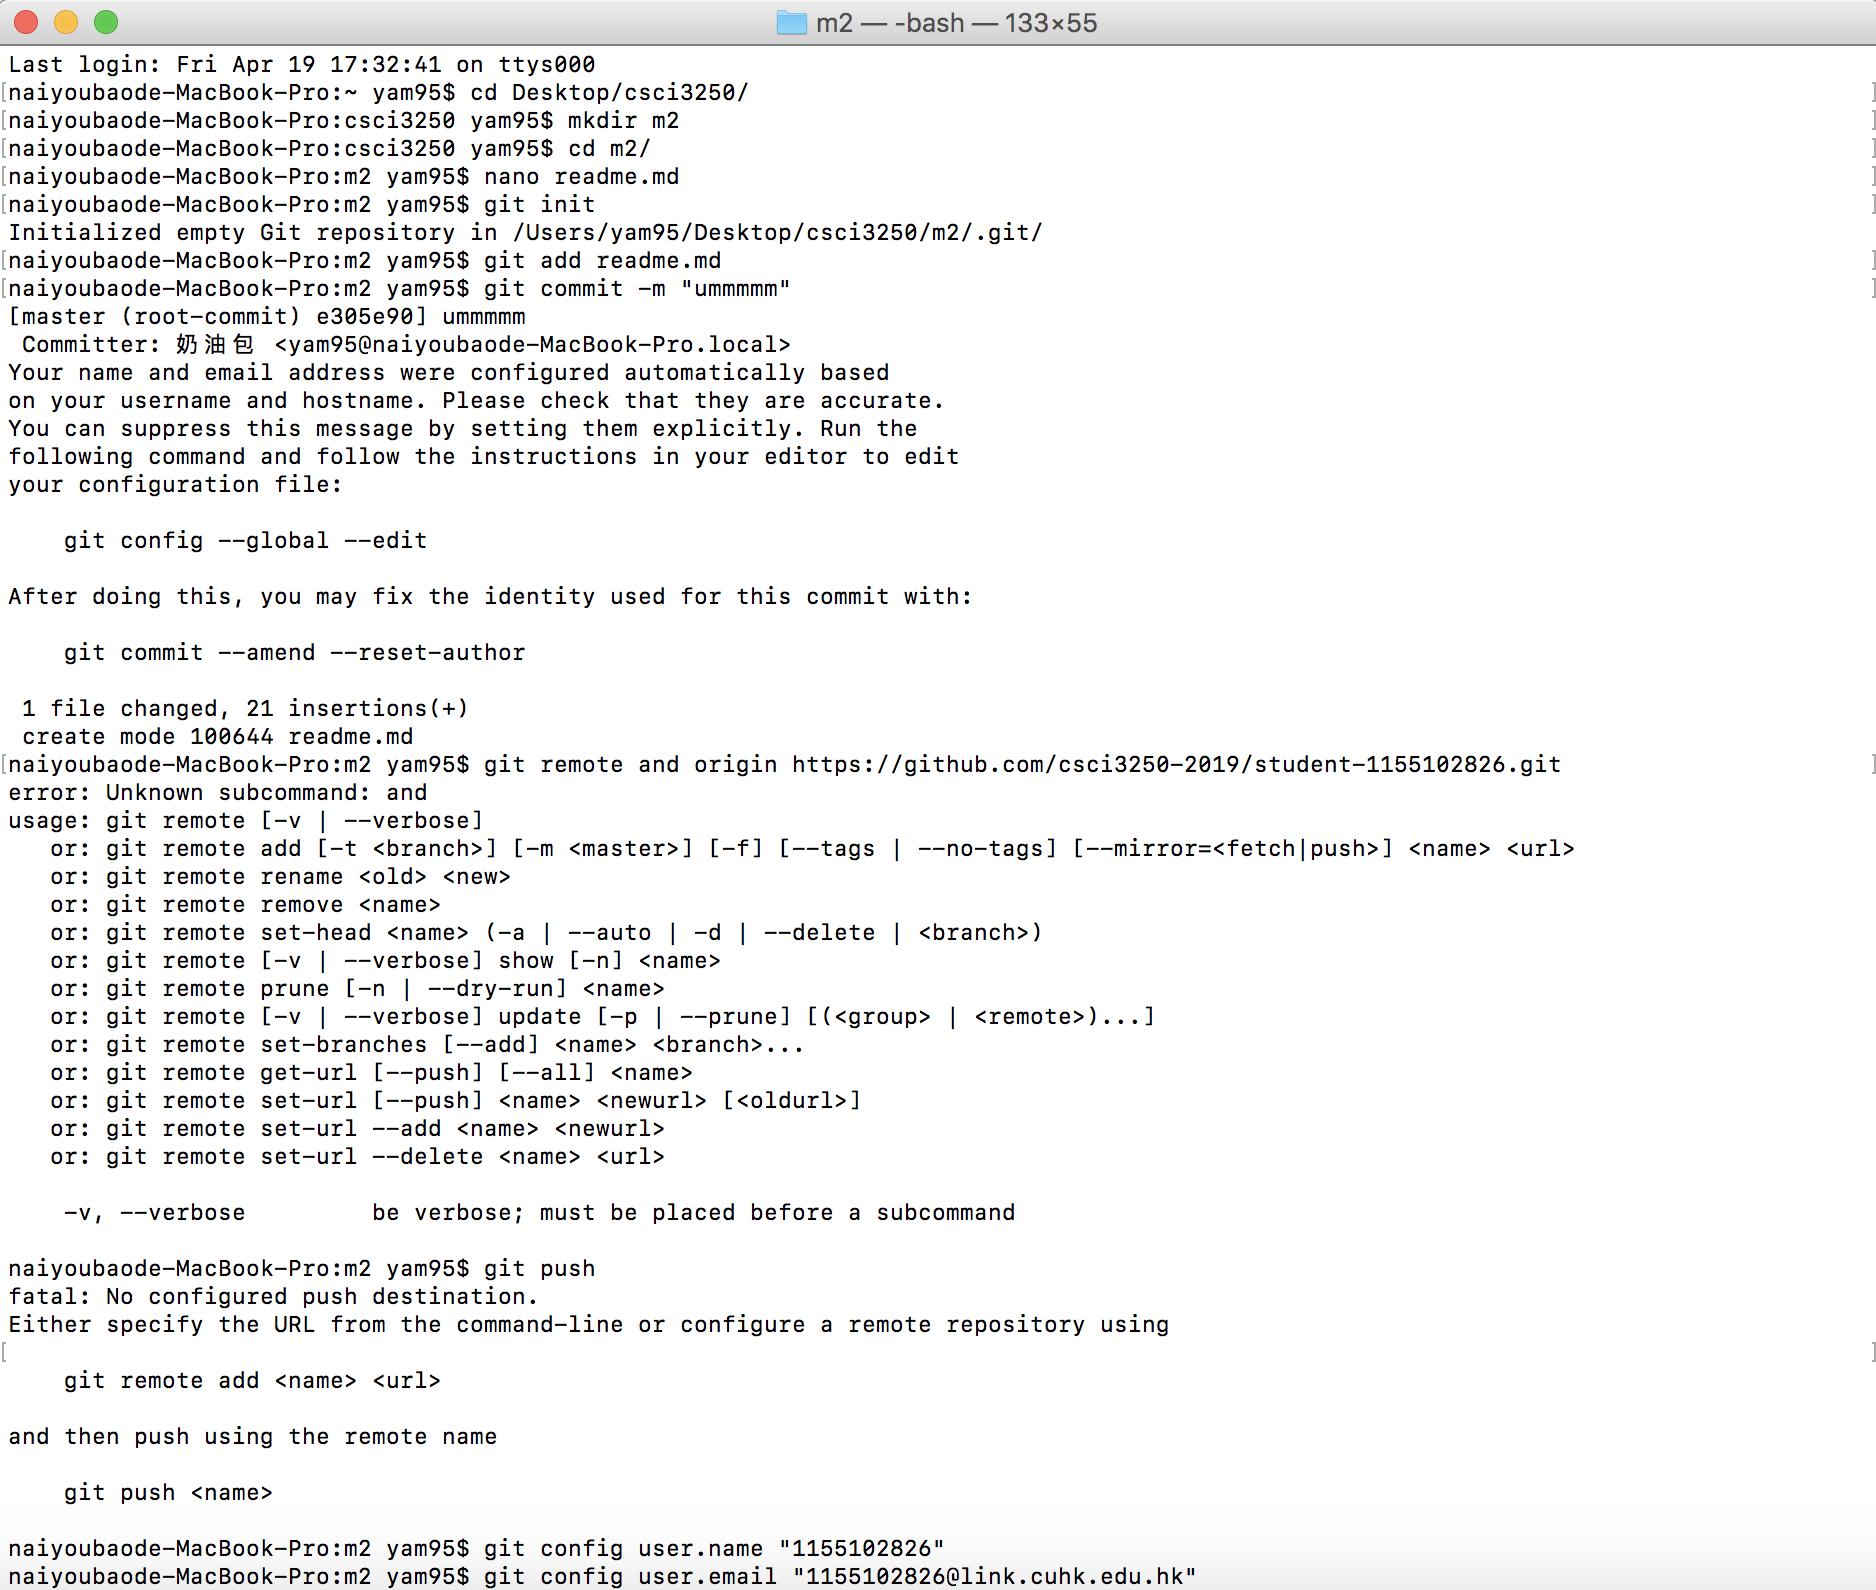 m2 — -bash — 133×55
Last login: Fri Apr 19 17:32:41 on ttys000
[naiyoubaode-MacBook-Pro:~ yam95$ cd Desktop/csci3250/ ]
[naiyoubaode-MacBook-Pro:csci3250 yam95$ mkdir m2 ]
[naiyoubaode-MacBook-Pro:csci3250 yam95$ cd m2/ ]
[naiyoubaode-MacBook-Pro:m2 yam95$ nano readme.md ]
[naiyoubaode-MacBook-Pro:m2 yam95$ git init ]
Initialized empty Git repository in /Users/yam95/Desktop/csci3250/m2/.git/
[naiyoubaode-MacBook-Pro:m2 yam95$ git add readme.md ]
[naiyoubaode-MacBook-Pro:m2 yam95$ git commit -m "ummmmm" ]
[master (root-commit) e305e90] ummmmm
 Committer: 奶油包 <yam95@naiyoubaode-MacBook-Pro.local>
Your name and email address were configured automatically based
on your username and hostname. Please check that they are accurate.
You can suppress this message by setting them explicitly. Run the
following command and follow the instructions in your editor to edit
your configuration file:
    git config --global --edit
After doing this, you may fix the identity used for this commit with:
    git commit --amend --reset-author
 1 file changed, 21 insertions(+)
 create mode 100644 readme.md
[naiyoubaode-MacBook-Pro:m2 yam95$ git remote and origin https://github.com/csci3250-2019/student-1155102826.git ]
error: Unknown subcommand: and
usage: git remote [-v | --verbose]
   or: git remote add [-t <branch>] [-m <master>] [-f] [--tags | --no-tags] [--mirror=<fetch|push>] <name> <url>
   or: git remote rename <old> <new>
   or: git remote remove <name>
   or: git remote set-head <name> (-a | --auto | -d | --delete | <branch>)
   or: git remote [-v | --verbose] show [-n] <name>
   or: git remote prune [-n | --dry-run] <name>
   or: git remote [-v | --verbose] update [-p | --prune] [(<group> | <remote>)...]
   or: git remote set-branches [--add] <name> <branch>...
   or: git remote get-url [--push] [--all] <name>
   or: git remote set-url [--push] <name> <newurl> [<oldurl>]
   or: git remote set-url --add <name> <newurl>
   or: git remote set-url --delete <name> <url>
    -v, --verbose         be verbose; must be placed before a subcommand
naiyoubaode-MacBook-Pro:m2 yam95$ git push
fatal: No configured push destination.
Either specify the URL from the command-line or configure a remote repository using
[ ]
    git remote add <name> <url>
and then push using the remote name
    git push <name>
naiyoubaode-MacBook-Pro:m2 yam95$ git config user.name "1155102826"
naiyoubaode-MacBook-Pro:m2 yam95$ git config user.email "1155102826@link.cuhk.edu.hk"